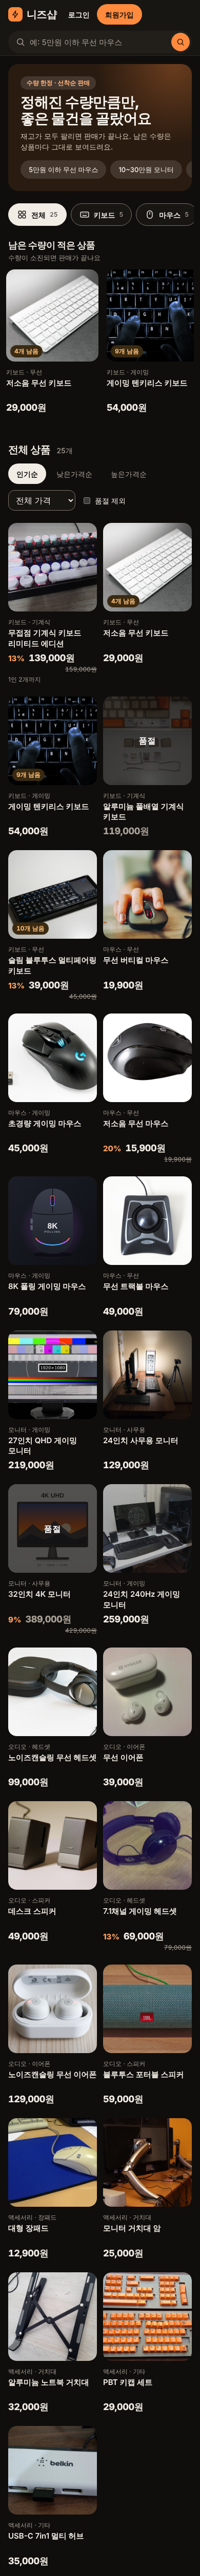 니즈샵
로그인
회원가입
예: 5만원 이하 무선 마우스
수량 한정 · 선착순 판매
정해진 수량만큼만,
좋은 물건을 골랐어요
재고가 모두 팔리면 판매가 끝나요. 남은 수량은
상품마다 그대로 보여드려요.
5만원 이하 무선 마우스
10~30만원 모니터
전체 25
키보드 5
마우스 5
남은 수량이 적은 상품
수량이 소진되면 판매가 끝나요
4개 남음
9개 남음
키보드 · 무선
키보드 · 게이밍
저소음 무선 키보드
게이밍 텐키리스 키보드
29,000원
54,000원
전체 상품 25개
인기순
낮은가격순
높은가격순
전체 가격
품절 제외
4개 남음
키보드 · 기계식
키보드 · 무선
무접점 기계식 키보드
리미티드 에디션
저소음 무선 키보드
13% 139,000원
159,000원
29,000원
1인 2개까지
9개 남음
품절
키보드 · 게이밍
키보드 · 기계식
게이밍 텐키리스 키보드
알루미늄 풀배열 기계식
키보드
54,000원
119,000원
10개 남음
키보드 · 무선
마우스 · 무선
슬림 블루투스 멀티페어링
키보드
무선 버티컬 마우스
13% 39,000원
45,000원
19,900원
마우스 · 게이밍
마우스 · 무선
초경량 게이밍 마우스
저소음 무선 마우스
45,000원
20% 15,900원
19,900원
8K
마우스 · 게이밍
마우스 · 무선
8K 폴링 게이밍 마우스
무선 트랙볼 마우스
79,000원
49,000원
모니터 · 게이밍
모니터 · 사무용
27인치 QHD 게이밍
모니터
24인치 사무용 모니터
219,000원
129,000원
4K UHD
품절
모니터 · 사무용
모니터 · 게이밍
32인치 4K 모니터
24인치 240Hz 게이밍
모니터
9% 389,000원
429,000원
259,000원
오디오 · 헤드셋
오디오 · 이어폰
노이즈캔슬링 무선 헤드셋
무선 이어폰
99,000원
39,000원
오디오 · 스피커
오디오 · 헤드셋
데스크 스피커
7.1채널 게이밍 헤드셋
49,000원
13% 69,000원
79,000원
JBL
오디오 · 이어폰
오디오 · 스피커
노이즈캔슬링 무선 이어폰
블루투스 포터블 스피커
129,000원
59,000원
액세서리 · 장패드
액세서리 · 거치대
대형 장패드
모니터 거치대 암
12,900원
25,000원
액세서리 · 거치대
액세서리 · 기타
알루미늄 노트북 거치대
PBT 키캡 세트
32,000원
29,000원
belkin
액세서리 · 기타
USB-C 7in1 멀티 허브
35,000원